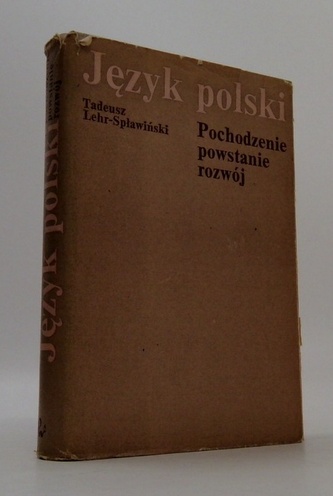 Język polski
Tadeusz
Lehr-Spławiński
Pochodzenie
powstanie
rozwój
Język polski